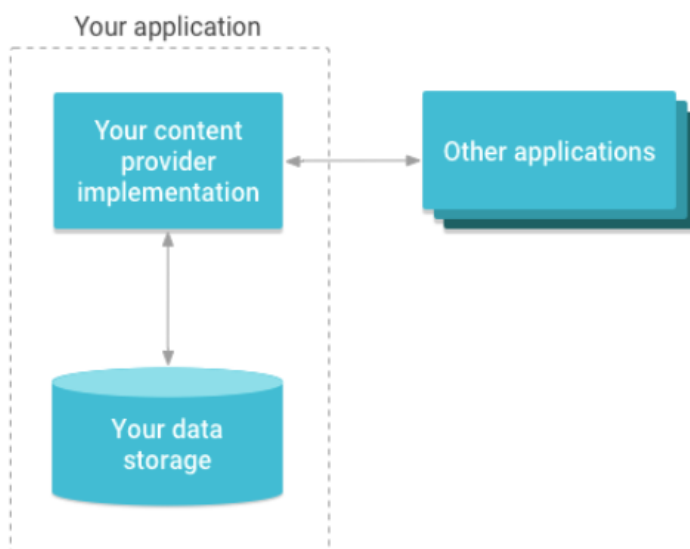 Your application
Your content
provider
implementation
Other applications
Your data
storage